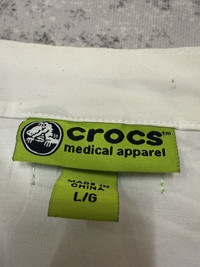 crocs™
medical apparel
MADE IN
CHINA
L/G